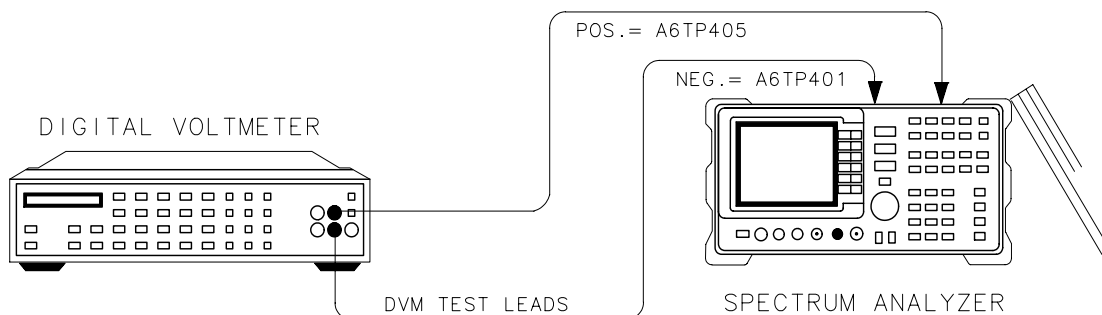 POS.= A6TP405
NEG.= A6TP401
DIGITAL VOLTMETER
DVM TEST LEADS
SPECTRUM ANALYZER